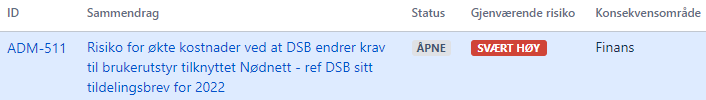 ID Sammendrag Status Gjenværende risiko Konsekvensområde
ADM-511 Risiko for økte kostnader ved at DSB endrer krav ÅPNE SVÆRT HØY Finans
til brukerutstyr tilknyttet Nødnett - ref DSB sitt
tildelingsbrev for 2022